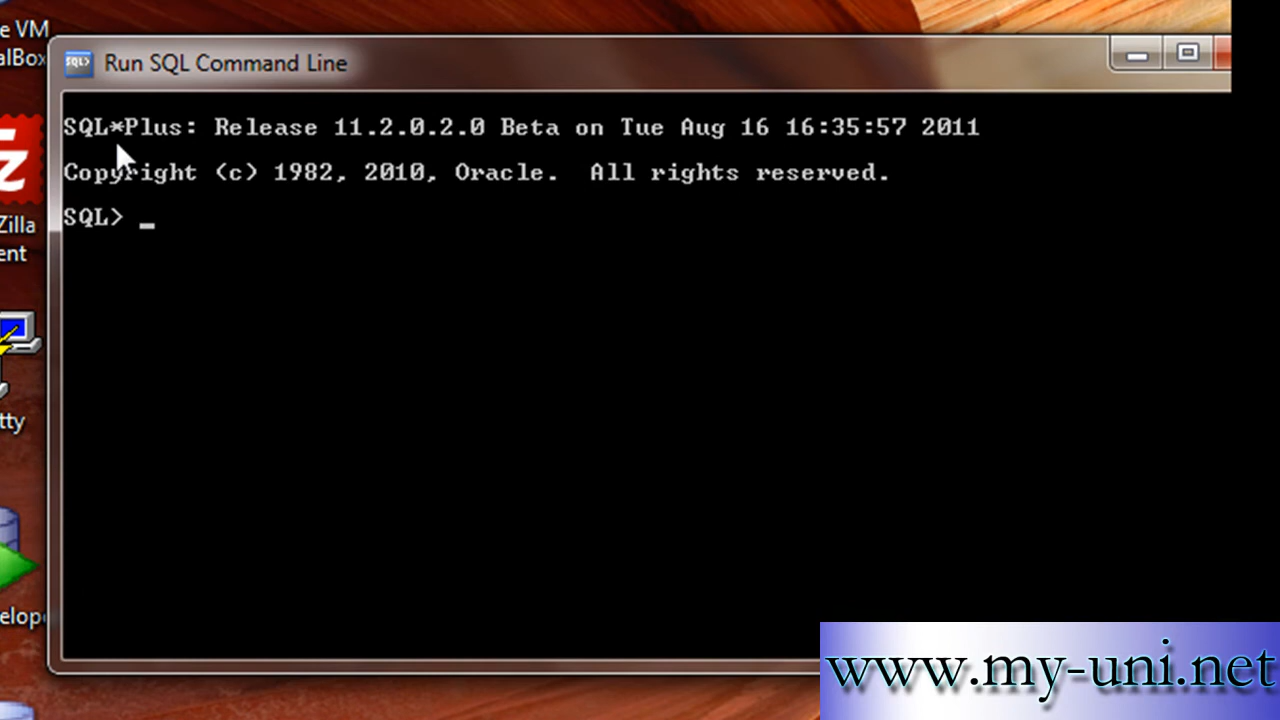 e VM
alBox
Run SQL Command Line
SQL*Plus: Release 11.2.0.2.0 Beta on Tue Aug 16 16:35:57 2011
Copyright (c) 1982, 2010, Oracle.  All rights reserved.
SQL> _
Zilla
ent
tty
elope
www.my-uni.net